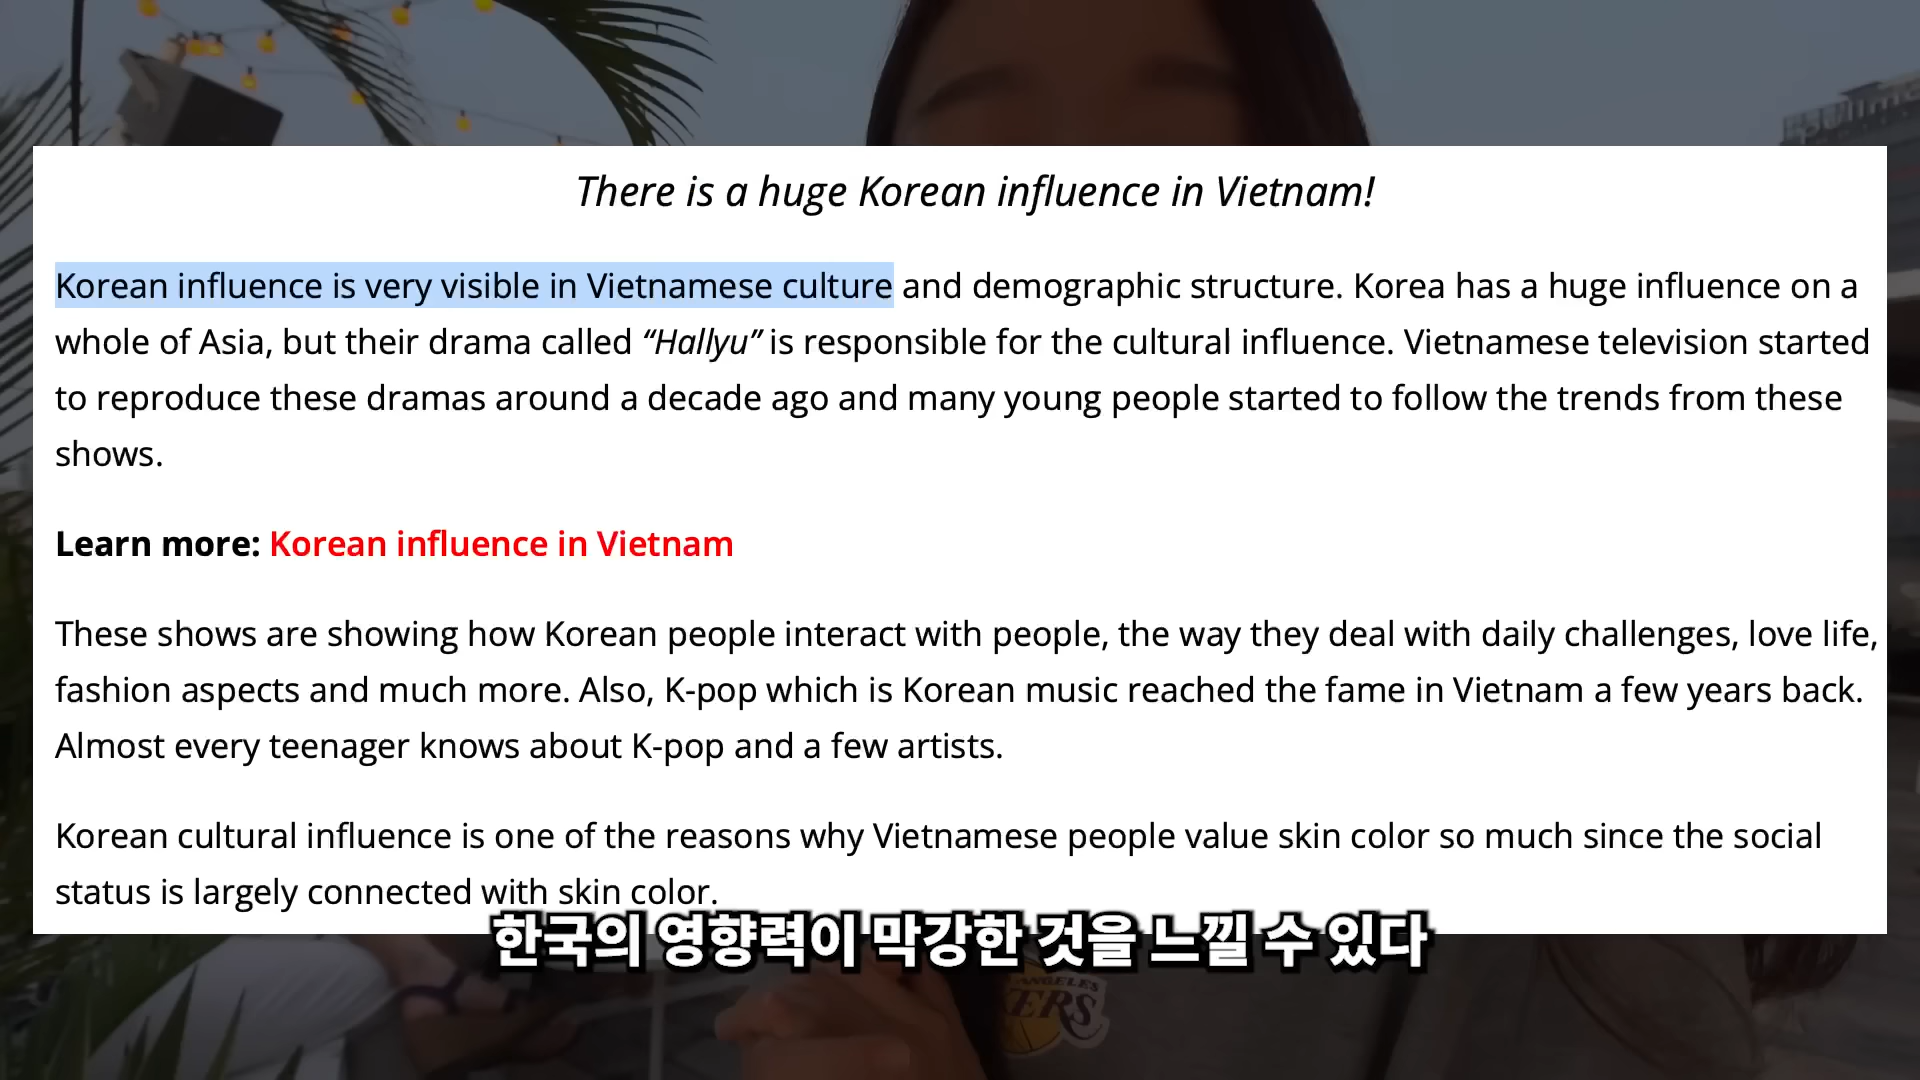 pullma
There is a huge Korean influence in Vietnam!
Korean influence is very visible in Vietnamese culture and demographic structure. Korea has a huge influence on a
whole of Asia, but their drama called “Hallyu” is responsible for the cultural influence. Vietnamese television started
to reproduce these dramas around a decade ago and many young people started to follow the trends from these
shows.
Learn more: Korean influence in Vietnam
These shows are showing how Korean people interact with people, the way they deal with daily challenges, love life,
fashion aspects and much more. Also, K-pop which is Korean music reached the fame in Vietnam a few years back.
Almost every teenager knows about K-pop and a few artists.
Korean cultural influence is one of the reasons why Vietnamese people value skin color so much since the social
status is largely connected with skin color.
한국의 영향력이 막강한 것을 느낄 수 있다
ANGELES
KERS